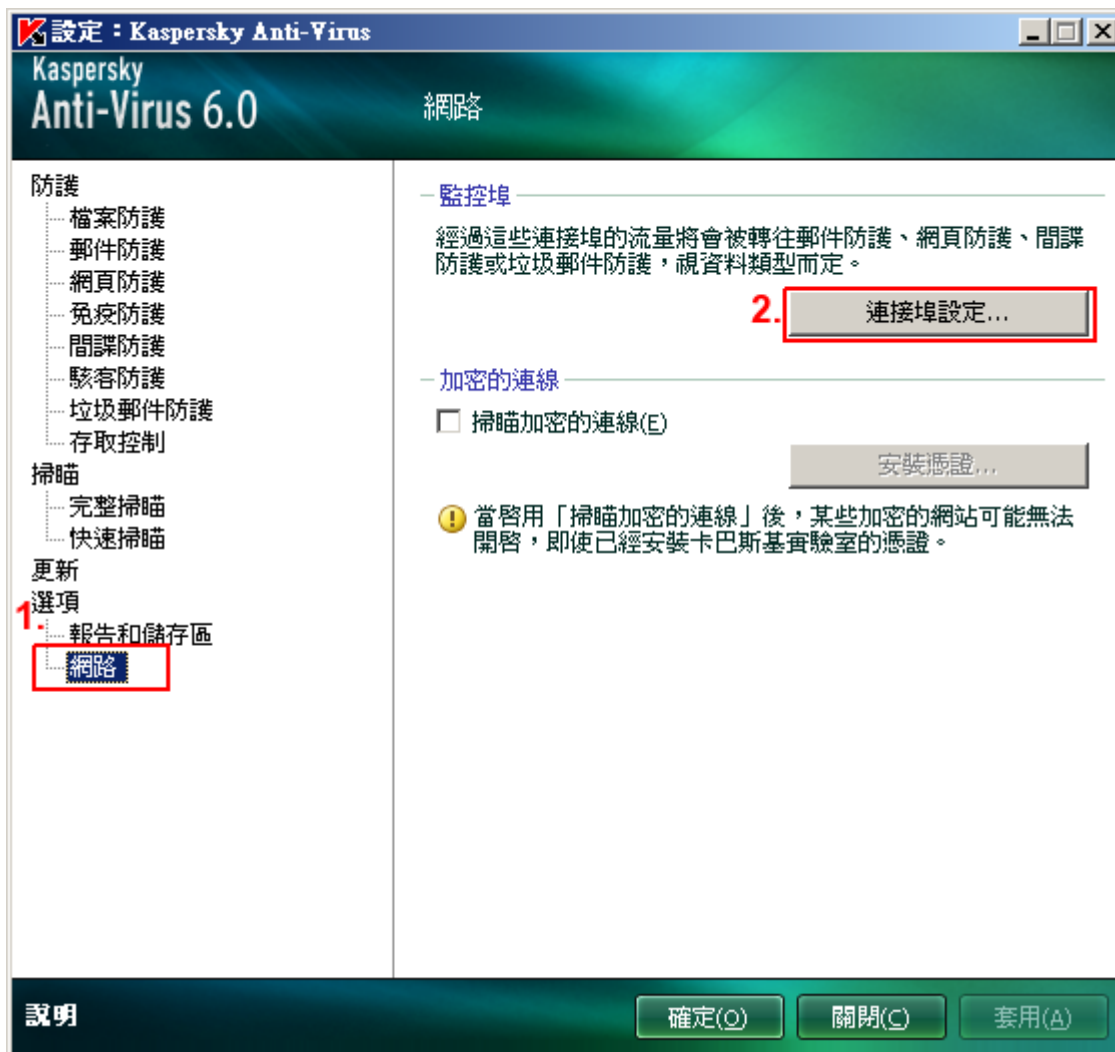 設定：Kaspersky Anti-Virus
Kaspersky
Anti-Virus 6.0
網路
防護
檔案防護
郵件防護
網頁防護
免疫防護
間諜防護
駭客防護
垃圾郵件防護
存取控制
掃瞄
完整掃瞄
快速掃瞄
更新
選項
1.
報告和儲存區
網路
監控埠
經過這些連接埠的流量將會被轉往郵件防護、網頁防護、間諜
防護或垃圾郵件防護，視資料類型而定。
2.
連接埠設定...
加密的連線
掃瞄加密的連線(E)
安裝憑證...
當啓用「掃瞄加密的連線」後，某些加密的網站可能無法
開啓，即使已經安裝卡巴斯基實驗室的憑證。
說明
確定(O)
關閉(C)
套用(A)